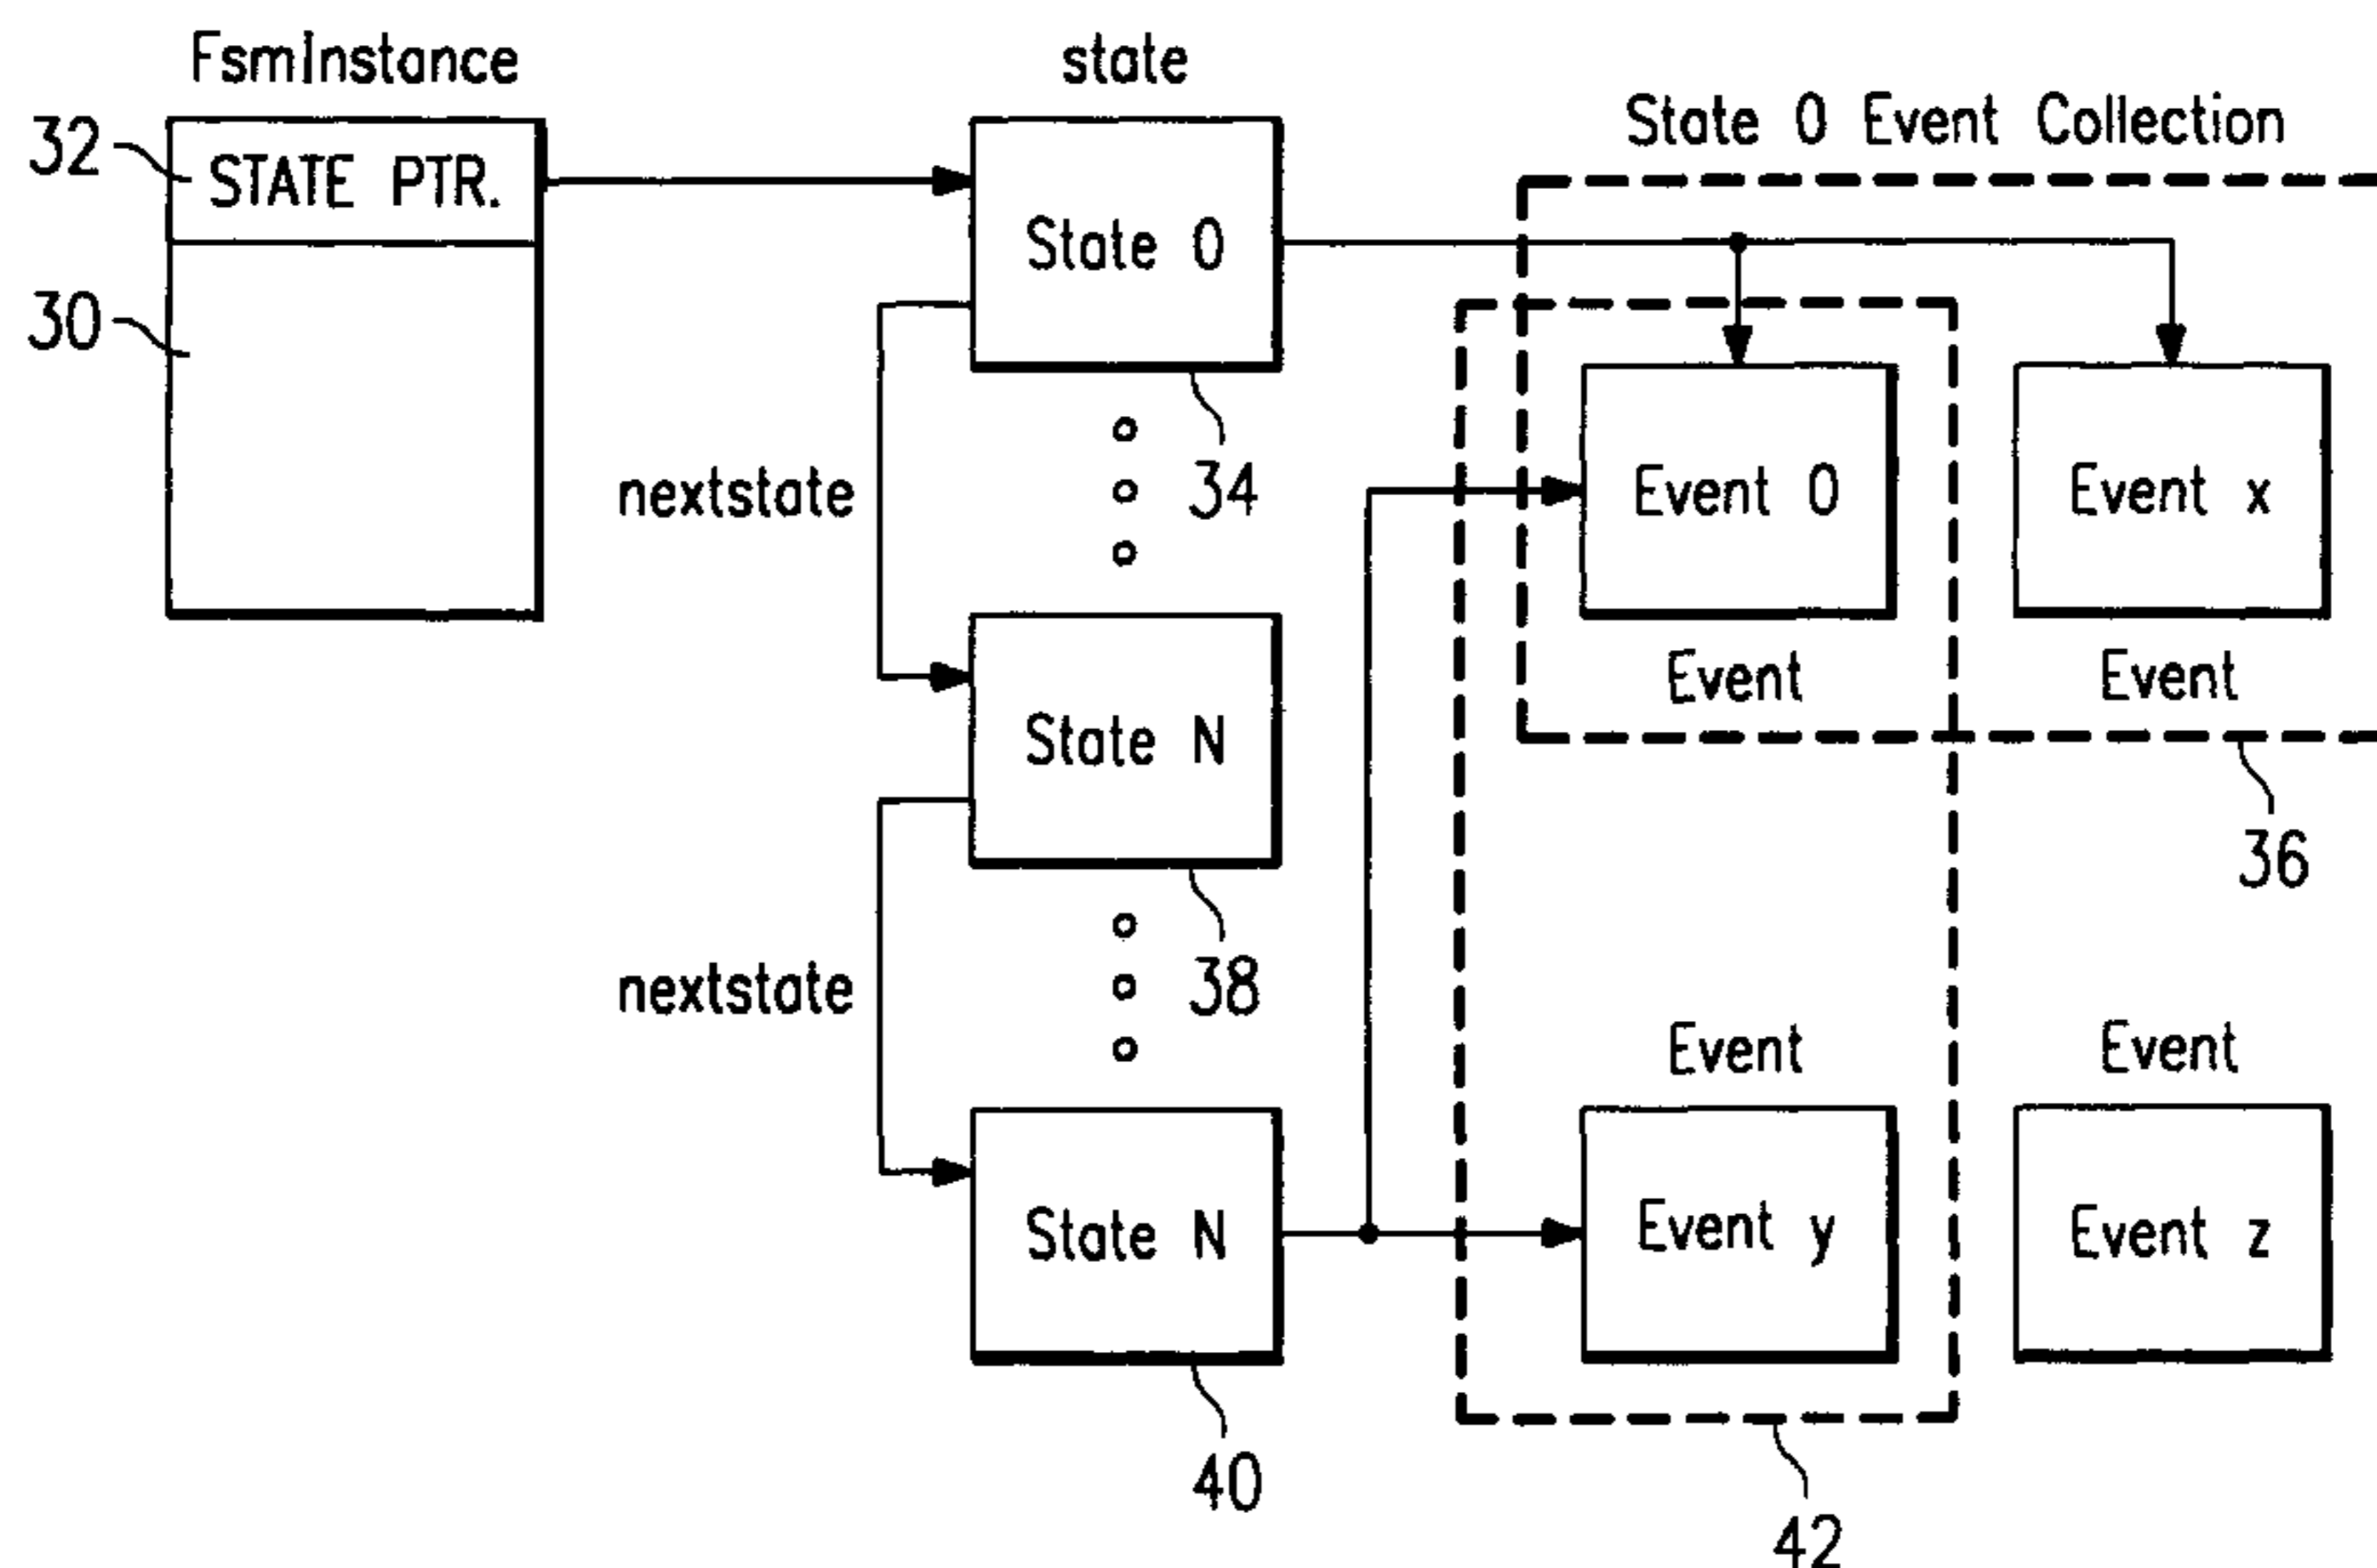 FsmInstance
state
State 0 Event Collection
32
STATE PTR.
State 0
30
nextstate
34
Event 0
Event x
Event
Event
State N
36
nextstate
38
Event
Event
State N
Event y
Event z
40
42